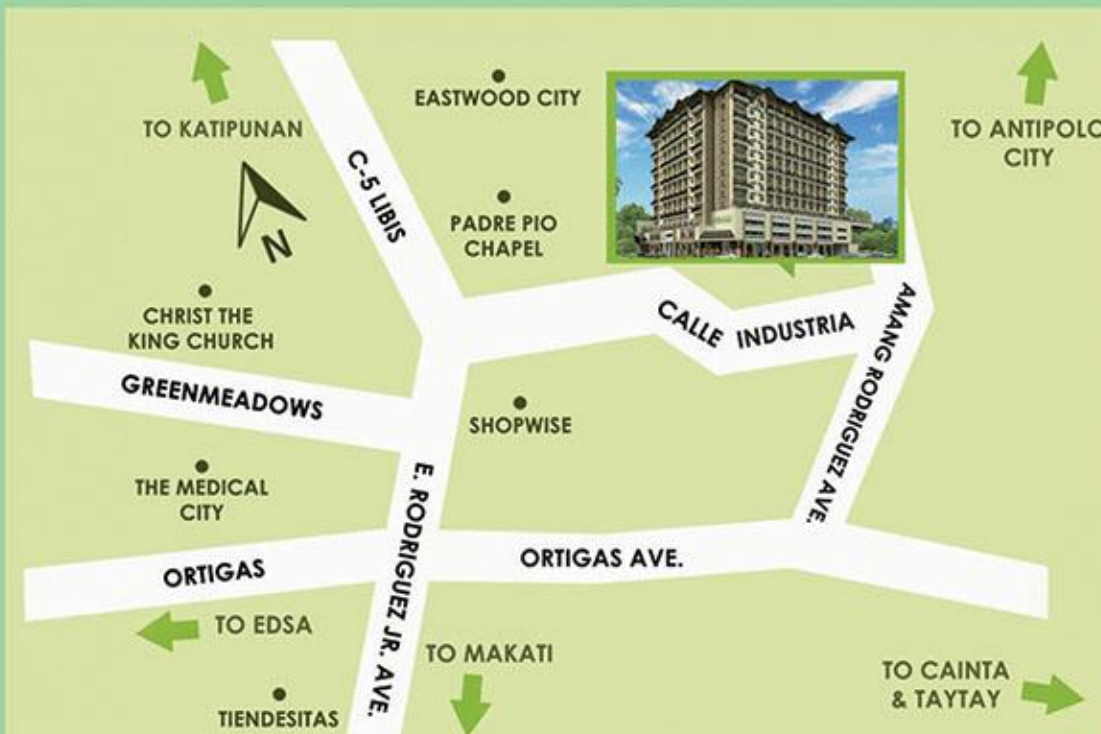 TO KATIPUNAN
EASTWOOD CITY
TO ANTIPOLO
CITY
C-5 LIBIS
PADRE PIO
CHAPEL
N
CHRIST THE
KING CHURCH
CALLE INDUSTRIA
AMANG RODRIGUEZ AVE.
GREENMEADOWS
SHOPWISE
THE MEDICAL
CITY
E. RODRIGUEZ JR. AVE.
ORTIGAS
ORTIGAS AVE.
TO EDSA
TO MAKATI
TO CAINTA
& TAYTAY
TIENDESITAS